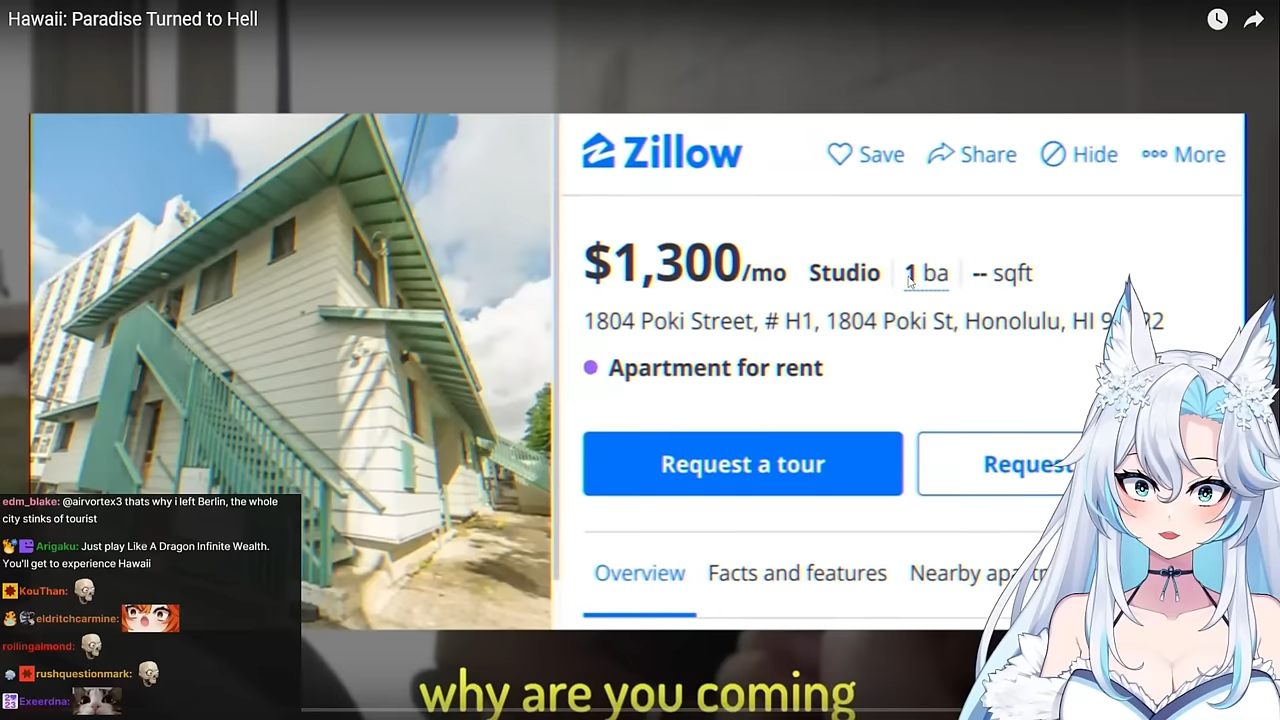 Hawaii: Paradise Turned to Hell
Zillow
Save
Share
Hide
More
$1,300/mo Studio 1 ba -- sqft
1804 Poki Street, # H1, 1804 Poki St, Honolulu, HI
Apartment for rent
Request a tour
Overview
Facts and features
Nearby
edm_blake: @airvortex3 thats why i left Berlin, the whole
city stinks of tourist
Arigaku: Just play Like A Dragon Infinite Wealth.
You'll get to experience Hawaii
KouThan:
eldritchcarmine:
rollingalmond:
rushquestionmark:
Exeerdna:
why are you coming